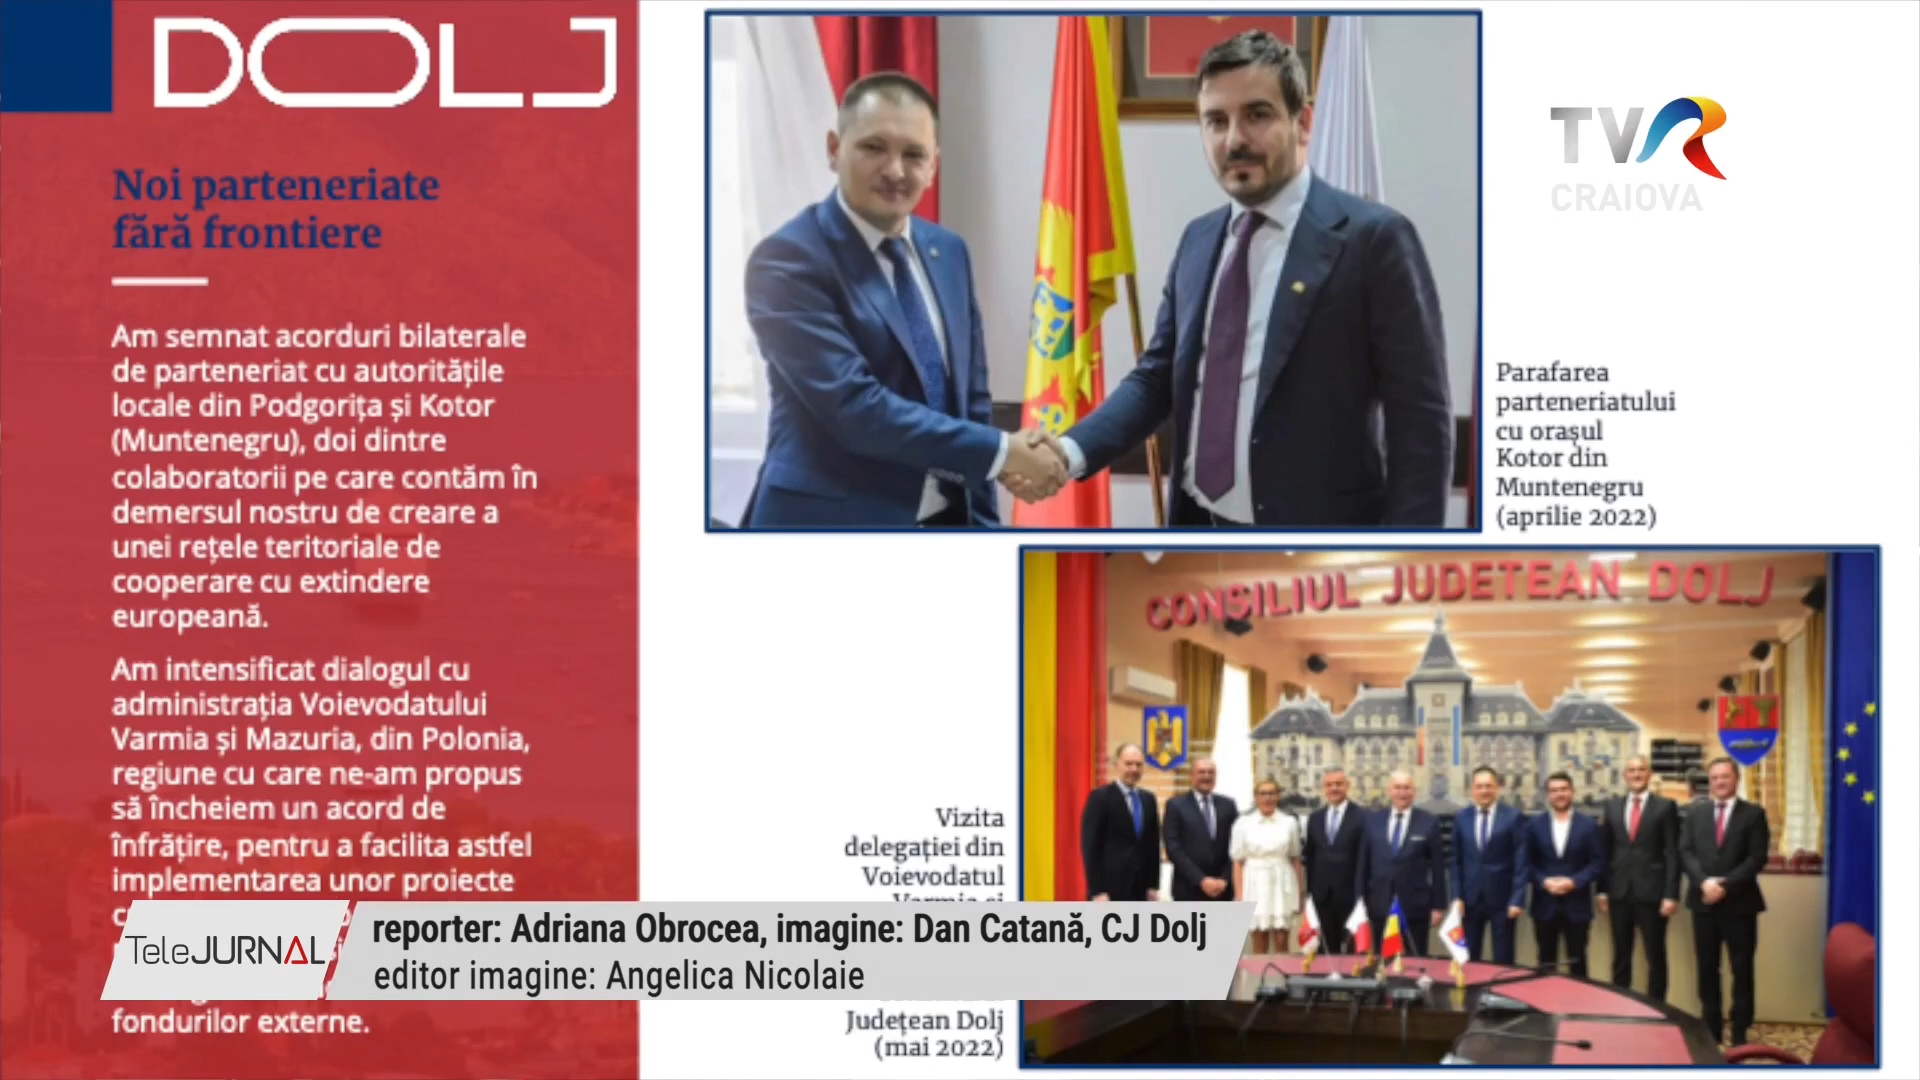 DOLJ
Noi parteneriate
fără frontiere
Am semnat acorduri bilaterale
de parteneriat cu autoritățile
locale din Podgorița și Kotor
(Muntenegru), doi dintre
colaboratorii pe care contăm în
demersul nostru de creare a
unei rețele teritoriale de
cooperare cu extindere
europeană.
Am intensificat dialogul cu
administrația Voievodatului
Varmia și Mazuria, din Polonia,
regiune cu care ne-am propus
să încheiem un acord de
înfrățire, pentru a facilita astfel
implementarea unor proiecte
fondurilor externe.
TVR
CRAIOVA
Parafarea
parteneriatului
cu orașul
Kotor din
Muntenegru
(aprilie 2022)
CONSILIUL JUDETEAN DOLJ
Vizita
delegației din
Voievodatul
Varmia și
Județean Dolj
(mai 2022)
TeleJURNAL
reporter: Adriana Obrocea, imagine: Dan Catană, CJ Dolj
editor imagine: Angelica Nicolaie